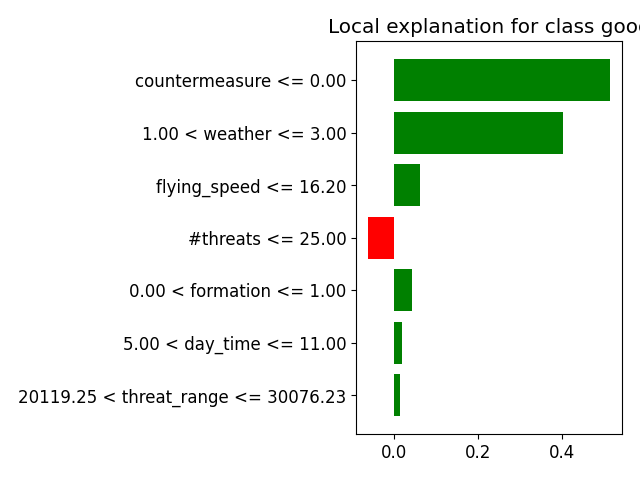 Local explanation for class good
countermeasure <= 0.00
1.00 < weather <= 3.00
flying_speed <= 16.20
#threats <= 25.00
0.00 < formation <= 1.00
5.00 < day_time <= 11.00
20119.25 < threat_range <= 30076.23
0.0 0.2 0.4